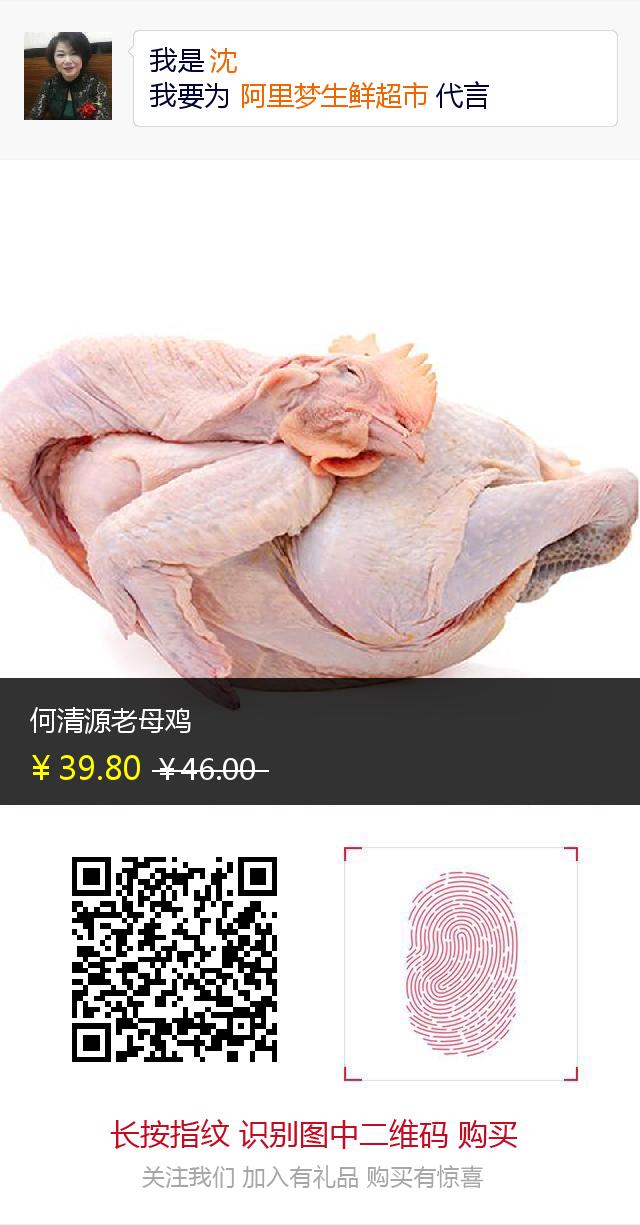 我是 沈
我要为 阿里梦生鲜超市 代言
何清源老母鸡
￥39.80 ￥46.00
长按指纹 识别图中二维码 购买
关注我们 加入有礼品 购买有惊喜